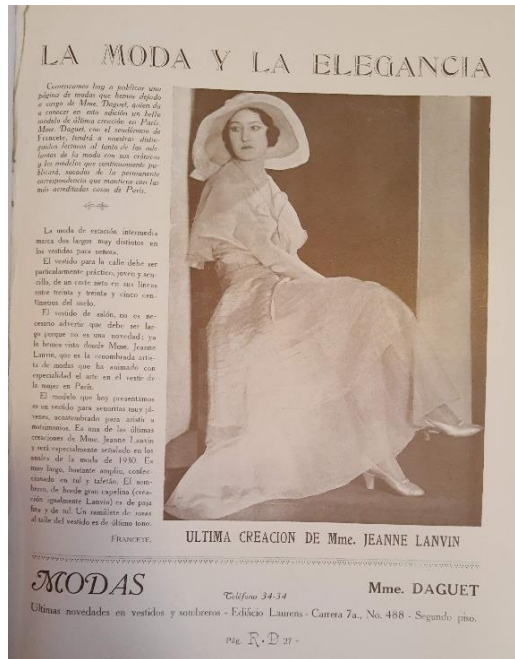 LA MODA Y LA ELEGANCIA
Comenzamos hoy a publicar una
página de modas que hemos dejado
a cargo de Mme. Daguet, quien da
a conocer en esta edición un bello
modelo de última creación en París.
Mme. Daguet, con el seudónimo de
Franceye, tendrá a nuestras distin-
guidas lectoras al tanto de los ade-
lantos de la moda con sus crónicas
y los modelos que continuamente pu-
blicará, sacados de la permanente
correspondencia que mantiene con las
más acreditadas casas de París.
La moda de estación intermedia
marca dos largos muy distintos en
los vestidos para señora.
El vestido para la calle debe ser
particularmente práctico, joven y sen-
cillo, de un corte neto en sus líneas
entre treinta y treinta y cinco cen-
tímetros del suelo.
El vestido de salón, no es ne-
cesario advertir que debe ser lar-
go porque no es una novedad; ya
lo hemos visto donde Mme. Jeanne
Lanvin, que es la renombrada artis-
ta de modas que ha animado con
especialidad el arte en el vestir de
la mujer en París.
El modelo que hoy presentamos
es un vestido para señoritas muy jó-
venes, acostumbrado para asistir a
matrimonios. Es una de las últimas
creaciones de Mme. Jeanne Lanvin
y será especialmente señalado en los
anales de la moda de 1930. Es
muy largo, bastante amplio, confec-
cionado en tul y tafetán. El som-
brero, de borde gran capelina (crea-
ción igualmente Lanvin) es de paja
fina y de tul. Un ramillete de rosas
al talle del vestido es de último tono.
FRANCEYE.
ULTIMA CREACION DE Mme. JEANNE LANVIN
MODAS
Teléfono 34-34
Mme. DAGUET
Ultimas novedades en vestidos y sombreros - Edificio Laurens - Carrera 7a., No. 488 - Segundo piso.
Pág. R.D 27 -